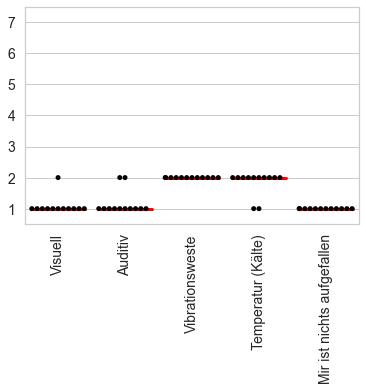 7
6
5
4
3
2
1
Visuell
Auditiv
Vibrationsweste
Temperatur (Kälte)
Mir ist nichts aufgefallen